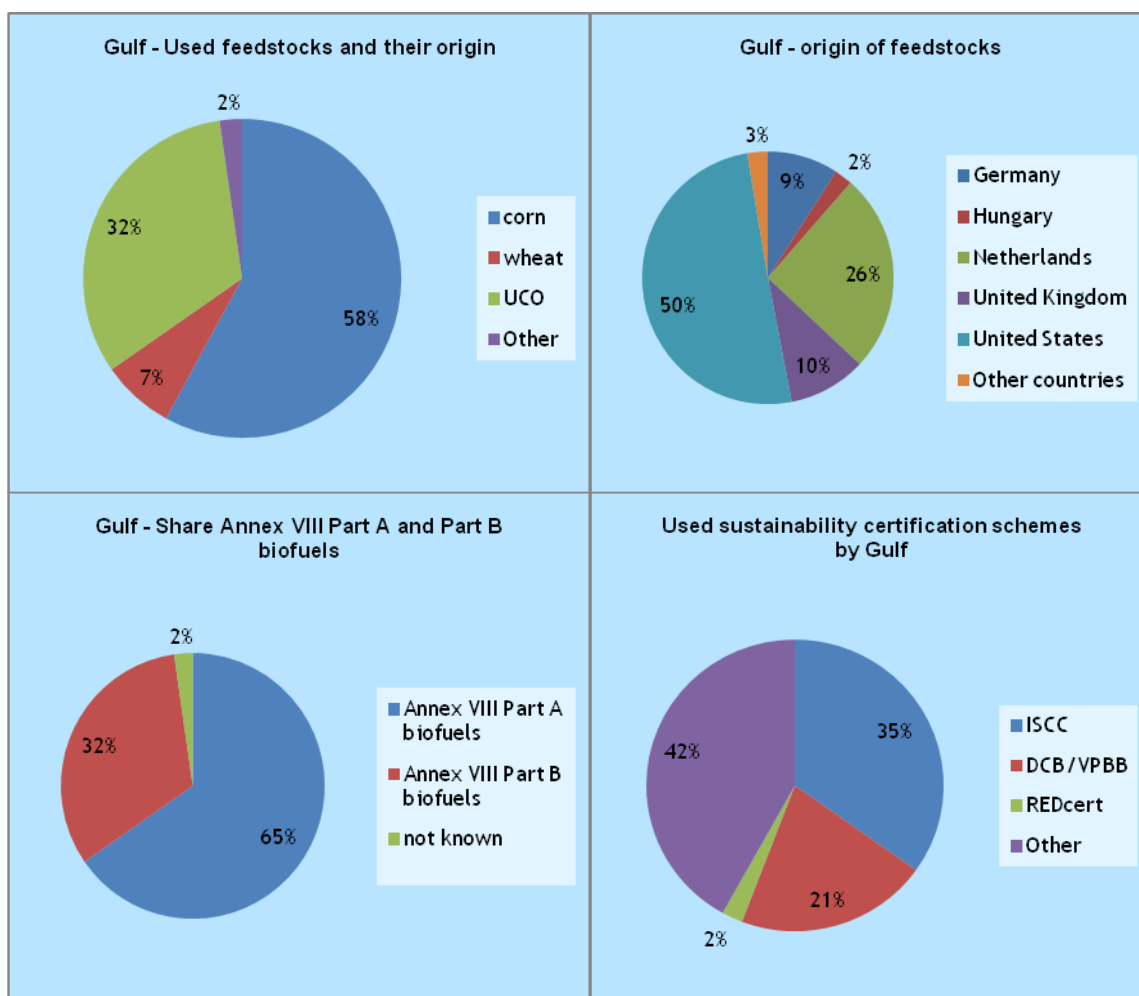 Gulf - Used feedstocks and their origin
2%
32%
58%
7%
corn
wheat
UCO
Other
Gulf - origin of feedstocks
3%
9%
2%
26%
50%
10%
Germany
Hungary
Netherlands
United Kingdom
United States
Other countries
Gulf - Share Annex VIII Part A and Part B
biofuels
2%
32%
65%
Annex VIII Part A
biofuels
Annex VIII Part B
biofuels
not known
Used sustainability certification schemes
by Gulf
35%
42%
21%
2%
ISCC
DCB/VPBB
REDcert
Other